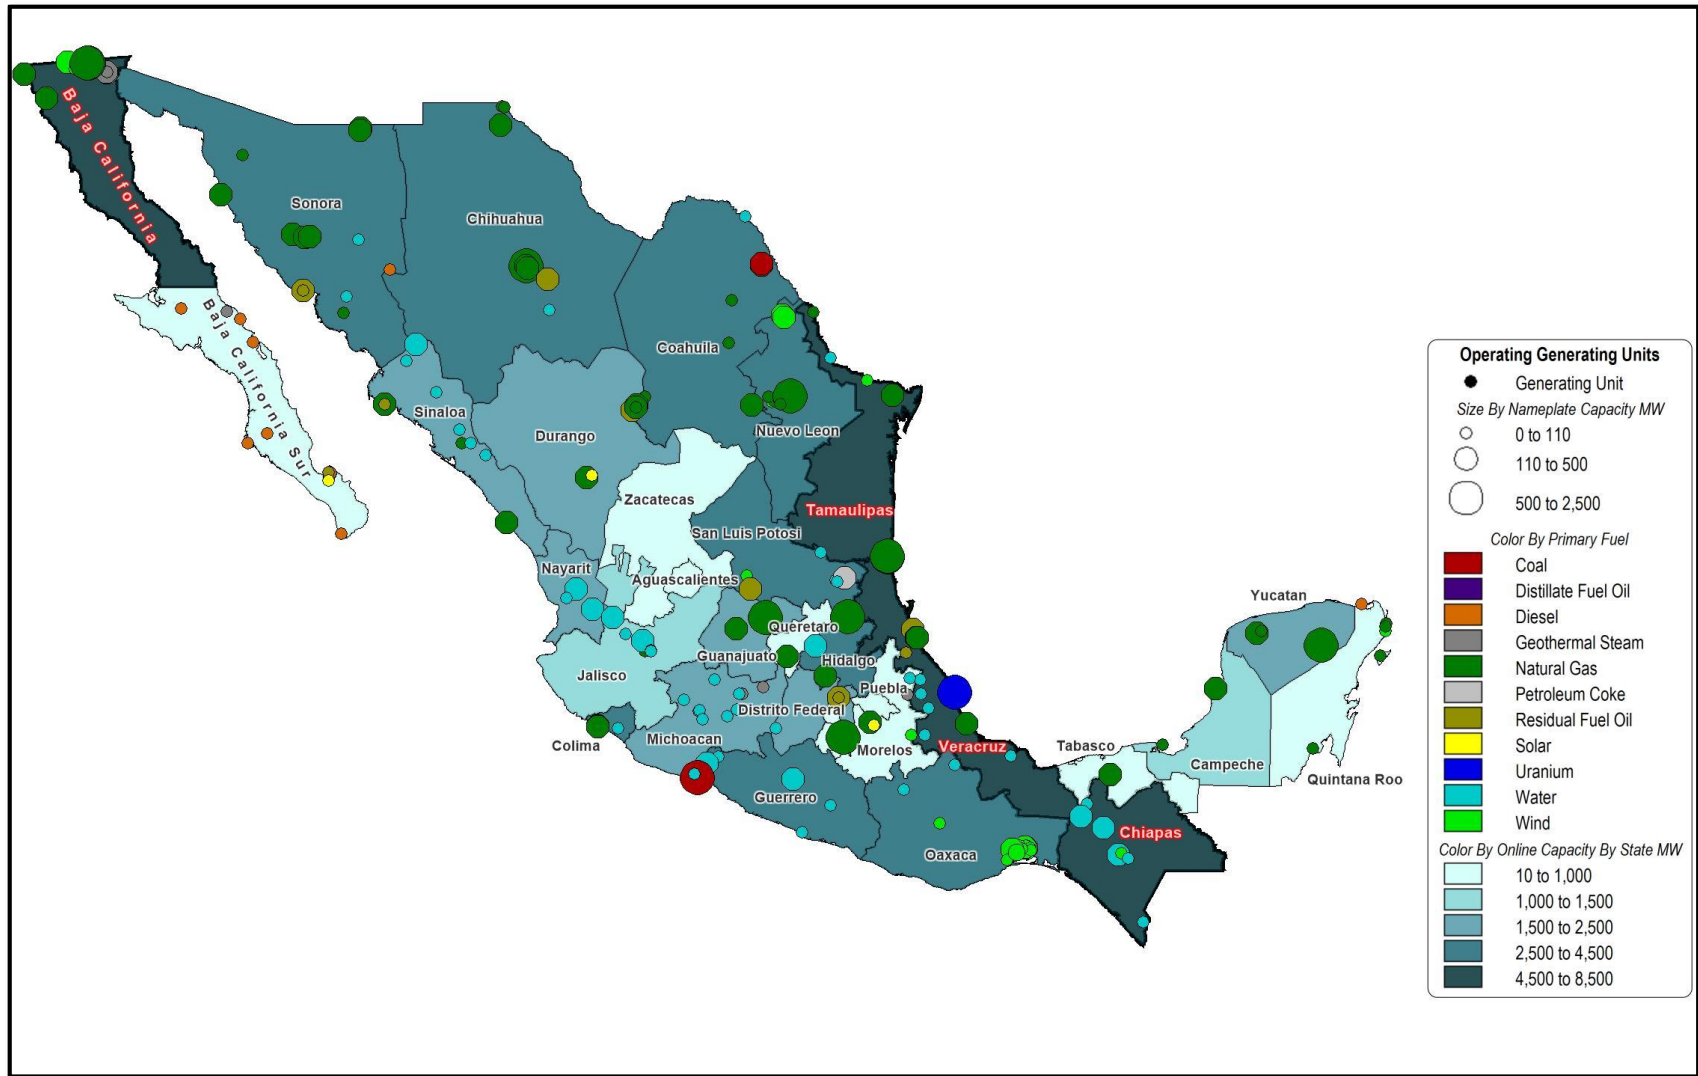 Baja California
Sonora
Chihuahua
Coahuila
Baja California Sur
Sinaloa
Durango
Nuevo Leon
Zacatecas
Tamaulipas
San Luis Potosi
Nayarit
Aguascalientes
Queretaro
Guanajuato
Hidalgo
Jalisco
Puebla
Distrito Federal
Colima
Michoacan
Morelos
Veracruz
Tabasco
Yucatan
Campeche
Quintana Roo
Guerrero
Chiapas
Oaxaca
Operating Generating Units
Generating Unit
Size By Nameplate Capacity MW
0 to 110
110 to 500
500 to 2,500
Color By Primary Fuel
Coal
Distillate Fuel Oil
Diesel
Geothermal Steam
Natural Gas
Petroleum Coke
Residual Fuel Oil
Solar
Uranium
Water
Wind
Color By Online Capacity By State MW
10 to 1,000
1,000 to 1,500
1,500 to 2,500
2,500 to 4,500
4,500 to 8,500